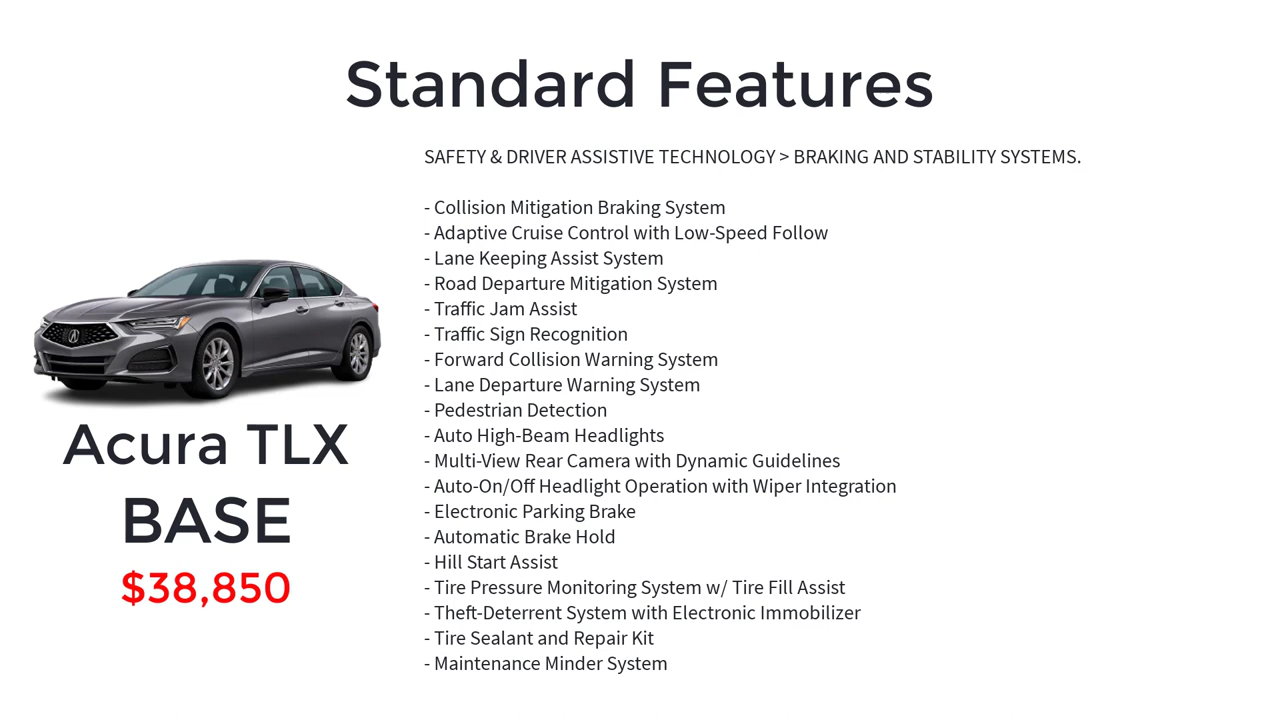 Standard Features
SAFETY & DRIVER ASSISTIVE TECHNOLOGY > BRAKING AND STABILITY SYSTEMS.
- Collision Mitigation Braking System
- Adaptive Cruise Control with Low-Speed Follow
- Lane Keeping Assist System
- Road Departure Mitigation System
- Traffic Jam Assist
- Traffic Sign Recognition
- Forward Collision Warning System
- Lane Departure Warning System
- Pedestrian Detection
- Auto High-Beam Headlights
- Multi-View Rear Camera with Dynamic Guidelines
- Auto-On/Off Headlight Operation with Wiper Integration
- Electronic Parking Brake
- Automatic Brake Hold
- Hill Start Assist
- Tire Pressure Monitoring System w/ Tire Fill Assist
- Theft-Deterrent System with Electronic Immobilizer
- Tire Sealant and Repair Kit
- Maintenance Minder System
Acura TLX
BASE
$38,850